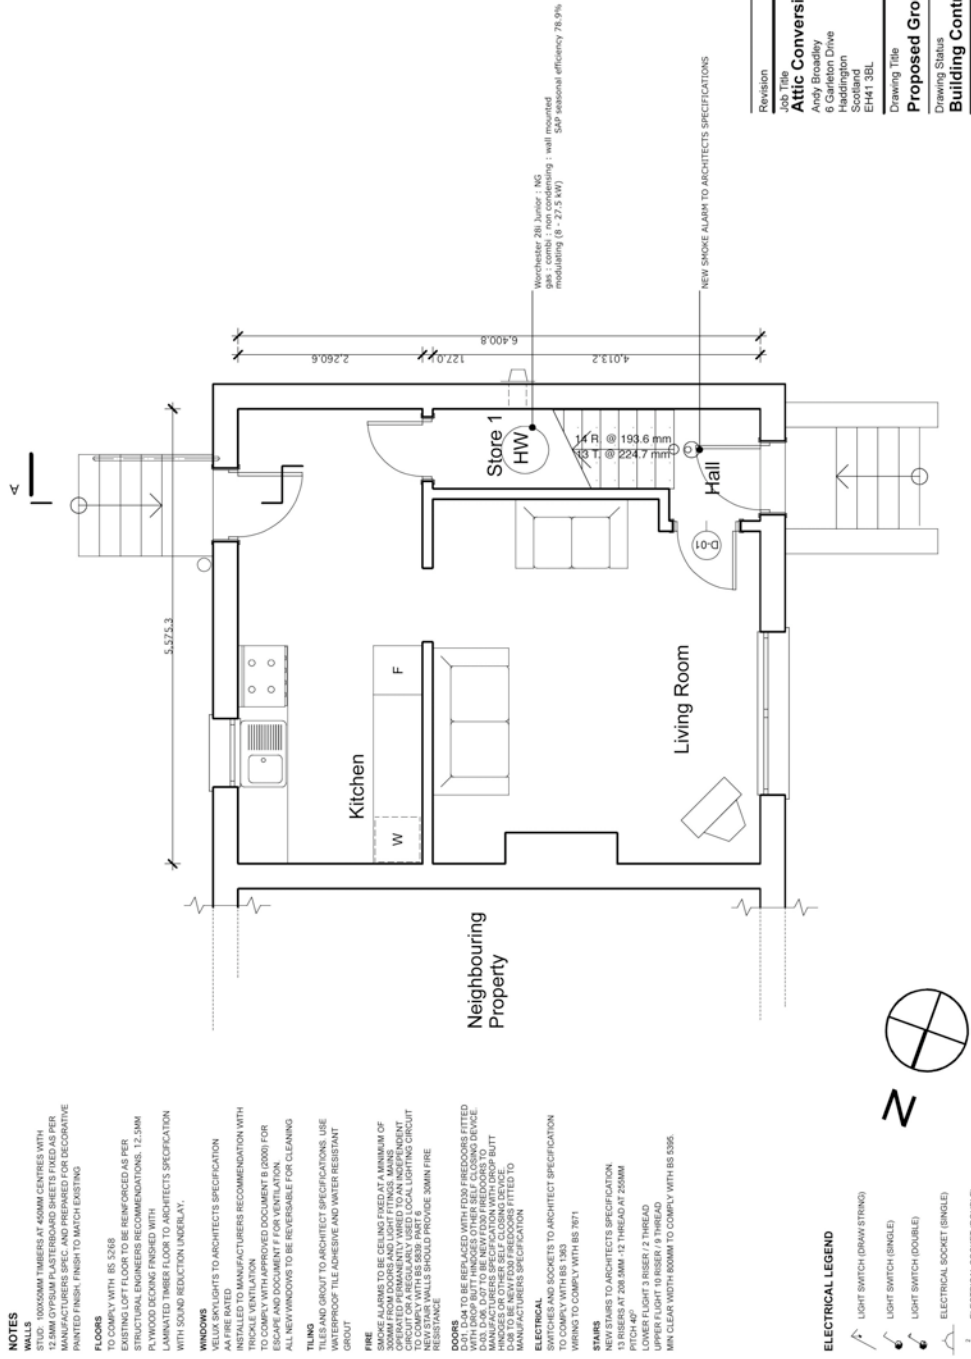 NOTES
WALLS
STUD: 100X50MM TIMBERS AT 450MM CENTRES WITH
12.5MM GYPSUM PLASTERBOARD SHEETS FIXED AS PER
MANUFACTURERS SPEC. AND PREPARED FOR DECORATIVE
PAINTED FINISH, FINISH TO MATCH EXISTING
FLOORS
TO COMPLY WITH BS 5268
EXISTING LOFT FLOOR TO BE REINFORCED AS PER
STRUCTURAL ENGINEERS RECOMMENDATIONS. 12.5MM
PLYWOOD DECKING FINISHED WITH
LAMINATED TIMBER FLOOR TO ARCHITECTS SPECIFICATION
WITH SOUND REDUCTION UNDERLAY.
WINDOWS
VELUX SKYLIGHTS TO ARCHITECTS SPECIFICATION
AA FIRE RATED
INSTALLED TO MANUFACTURERS RECOMMENDATION WITH
TRICKLE VENTILATION
TO COMPLY WITH APPROVED DOCUMENT B (2000) FOR
ESCAPE AND DOCUMENT F FOR VENTILATION.
ALL NEW WINDOWS TO BE REVERSABLE FOR CLEANING
TILING
TILES AND GROUT TO ARCHITECT SPECIFICATIONS. USE
WATERPROOF TILE ADHESIVE AND WATER RESISTANT
GROUT
FIRE
SMOKE ALARMS TO BE CEILING FIXED AT A MINIMUM OF
300MM FROM DOORS AND LIGHT FITTINGS. MAINS
OPERATED PERMANENTLY WIRED TO AN INDEPENDENT
CIRCUIT OR A REGULARLY USED LOCAL LIGHTING CIRCUIT
TO COMPLY WITH BS 5839: PART 6
NEW STAIR WALLS SHOULD PROVIDE 30MIN FIRE
RESISTANCE
DOORS
D-01, D-04 TO BE REPLACED WITH FD30 FIREDOORS FITTED
WITH DROP BUTT HINDGES OTHER SELF CLOSING DEVICE.
D-03, D-06, D-07 TO BE NEW FD30 FIREDOORS TO
MANUFACTURERS SPECIFICATION WITH DROP BUTT
HINDGES OR OTHER SELF CLOSING DEVICE.
D-08 TO BE NEW FD30 FIREDOORS FITTED TO
MANUFACTURERS SPECIFICATION
ELECTRICAL
SWITCHES AND SOCKETS TO ARCHITECT SPECIFICATION
TO COMPLY WITH BS 1363
WIRING TO COMPLY WITH BS 7671
STAIRS
NEW STAIRS TO ARCHITECTS SPECIFICATION.
13 RISERS AT 208.5MM -12 THREAD AT 255MM
PITCH 40º
LOWER FLIGHT 3 RISER / 2 THREAD
UPPER FLIGHT 10 RISER / 9 THREAD
MIN CLEAR WIDTH 800MM TO COMPLY WITH BS 5395.
ELECTRICAL LEGEND
LIGHT SWITCH (DRAW STRING)
LIGHT SWITCH (SINGLE)
LIGHT SWITCH (DOUBLE)
ELECTRICAL SOCKET (SINGLE)
N
Neighbouring
Property
A
5,575.3
Kitchen
W
F
Living Room
Store 1
HW
14 R. @ 193.6 mm
13 T. @ 224.7 mm
Hall
D-01
2,260.6
127.0
4,013.2
6,400.8
Worchester 28i Junior : NG
gas : combi : non condensing : wall mounted
modulating (8 - 27.5 kW) SAP seasonal efficiency 78.9%
NEW SMOKE ALARM TO ARCHITECTS SPECIFICATIONS
Revision
Job Title
Attic Conversi
Andy Broadley
6 Garleton Drive
Haddington
Scotland
EH41 3BL
Drawing Title
Proposed Gro
Drawing Status
Building Contr